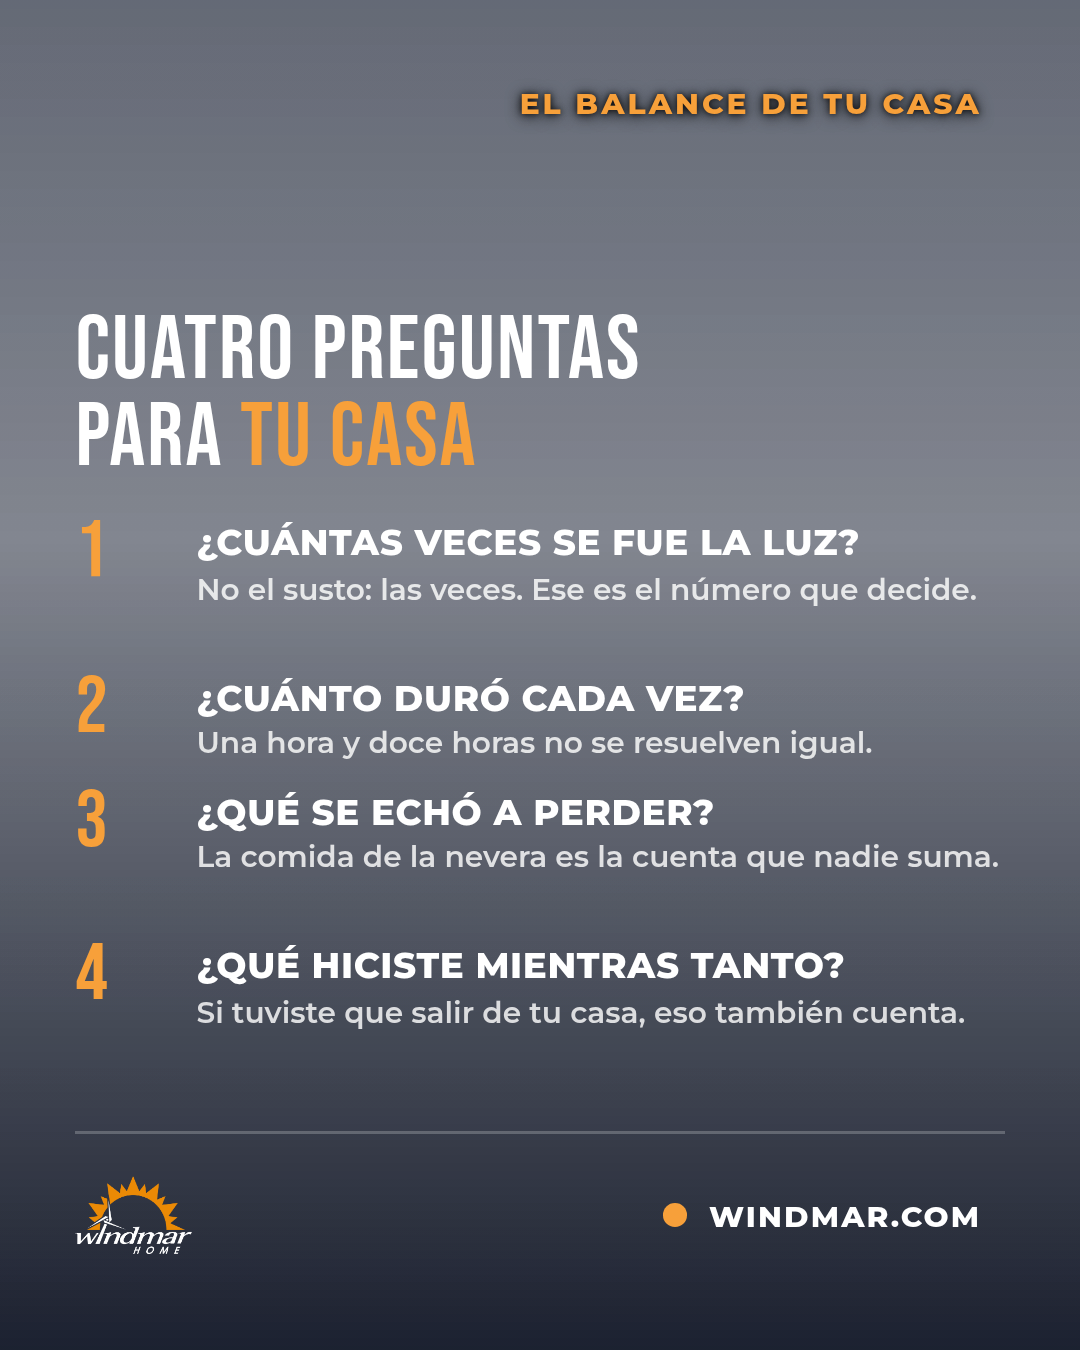 EL BALANCE DE TU CASA
CUATRO PREGUNTAS
PARA TU CASA
1
¿CUÁNTAS VECES SE FUE LA LUZ?
No el susto: las veces. Ese es el número que decide.
2
¿CUÁNTO DURÓ CADA VEZ?
Una hora y doce horas no se resuelven igual.
3
¿QUÉ SE ECHÓ A PERDER?
La comida de la nevera es la cuenta que nadie suma.
4
¿QUÉ HICISTE MIENTRAS TANTO?
Si tuviste que salir de tu casa, eso también cuenta.
windmar
HOME
WINDMAR.COM